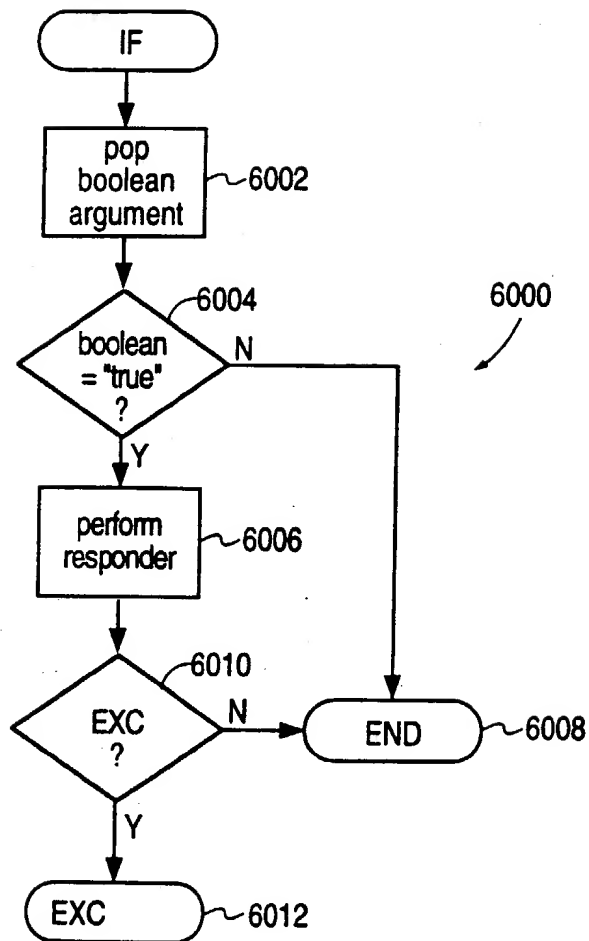 IF
pop
boolean
argument
6002
6004
boolean
= "true"
?
N
6000
Y
perform
responder
6006
6010
EXC
?
N
END
6008
Y
EXC
6012